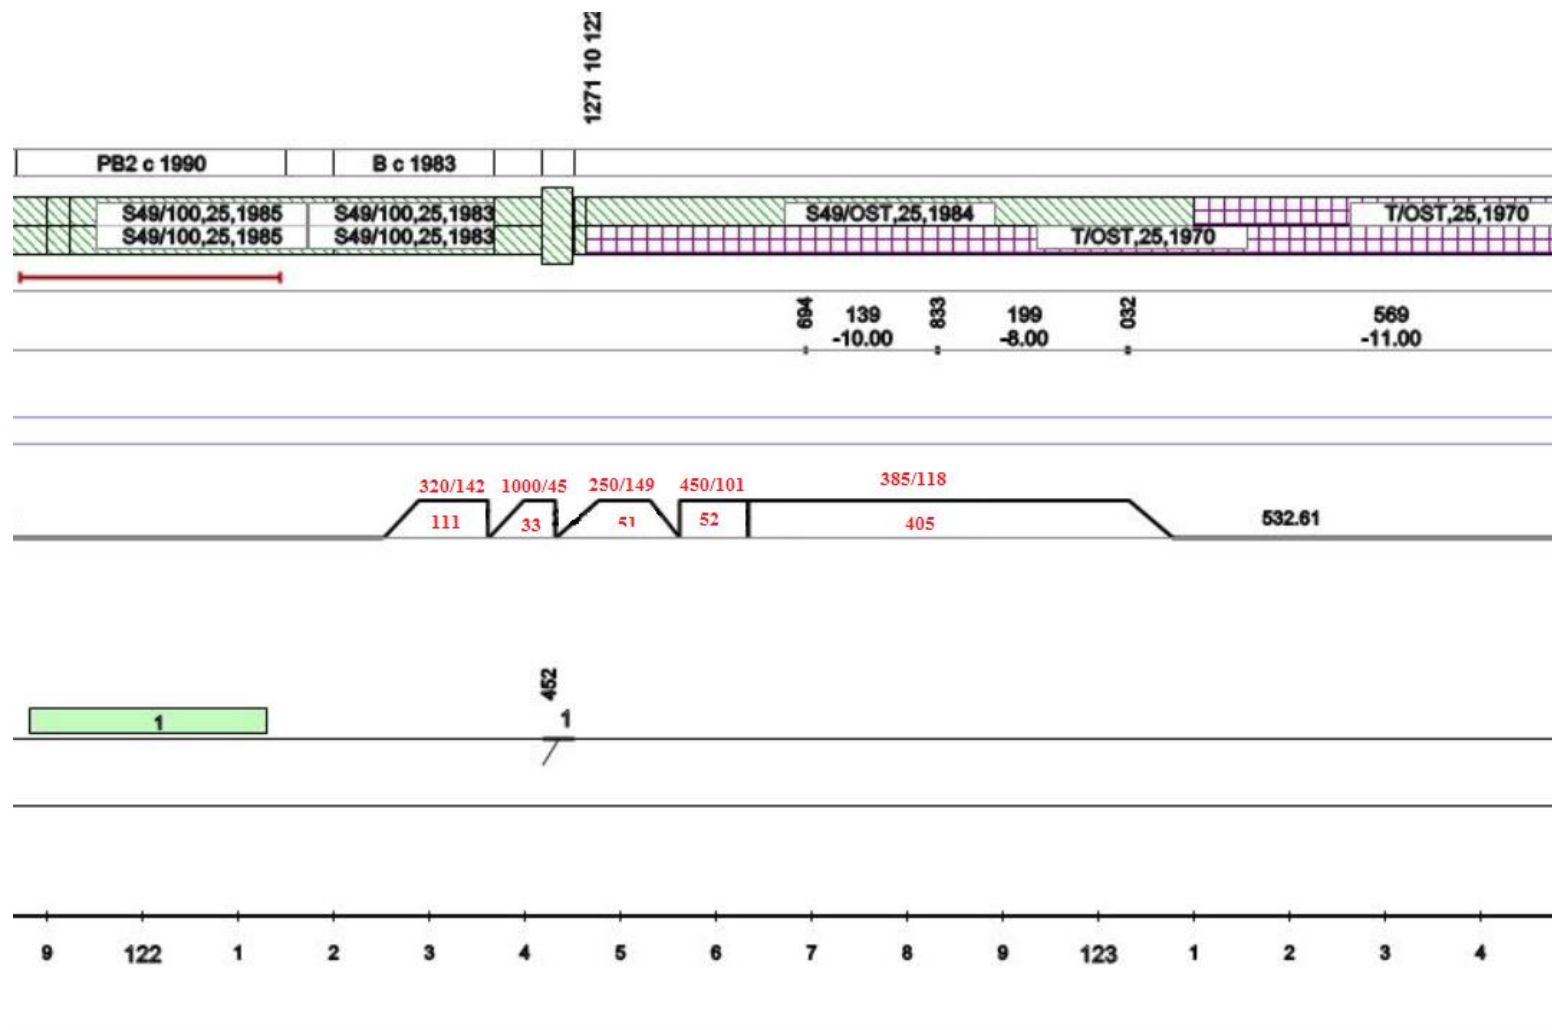 1271 10 122
PB2 c 1990
B c 1983
S49/100,25,1985
S49/100,25,1983
S49/OST,25,1984
T/OST,25,1970
S49/100,25,1985
S49/100,25,1983
T/OST,25,1970
694
139
833
199
032
569
-10.00
-8.00
-11.00
320/142
1000/45
250/149
450/101
385/118
111
33
51
52
405
532.61
452
1
1
9 122 1 2 3 4 5 6 7 8 9 123 1 2 3 4